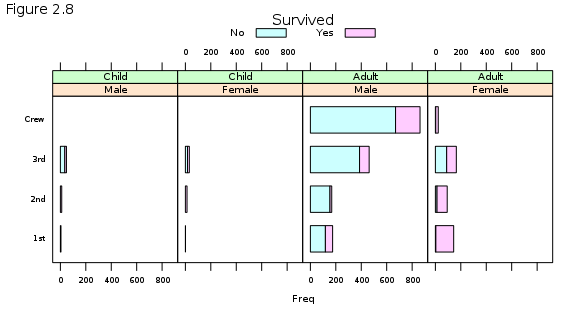 Figure 2.8
Survived
No Yes
0 200 400 600 800 0 200 400 600 800
Child Child Adult Adult
Male Female Male Female
Crew
3rd
2nd
1st
0 200 400 600 800 0 200 400 600 800
Freq